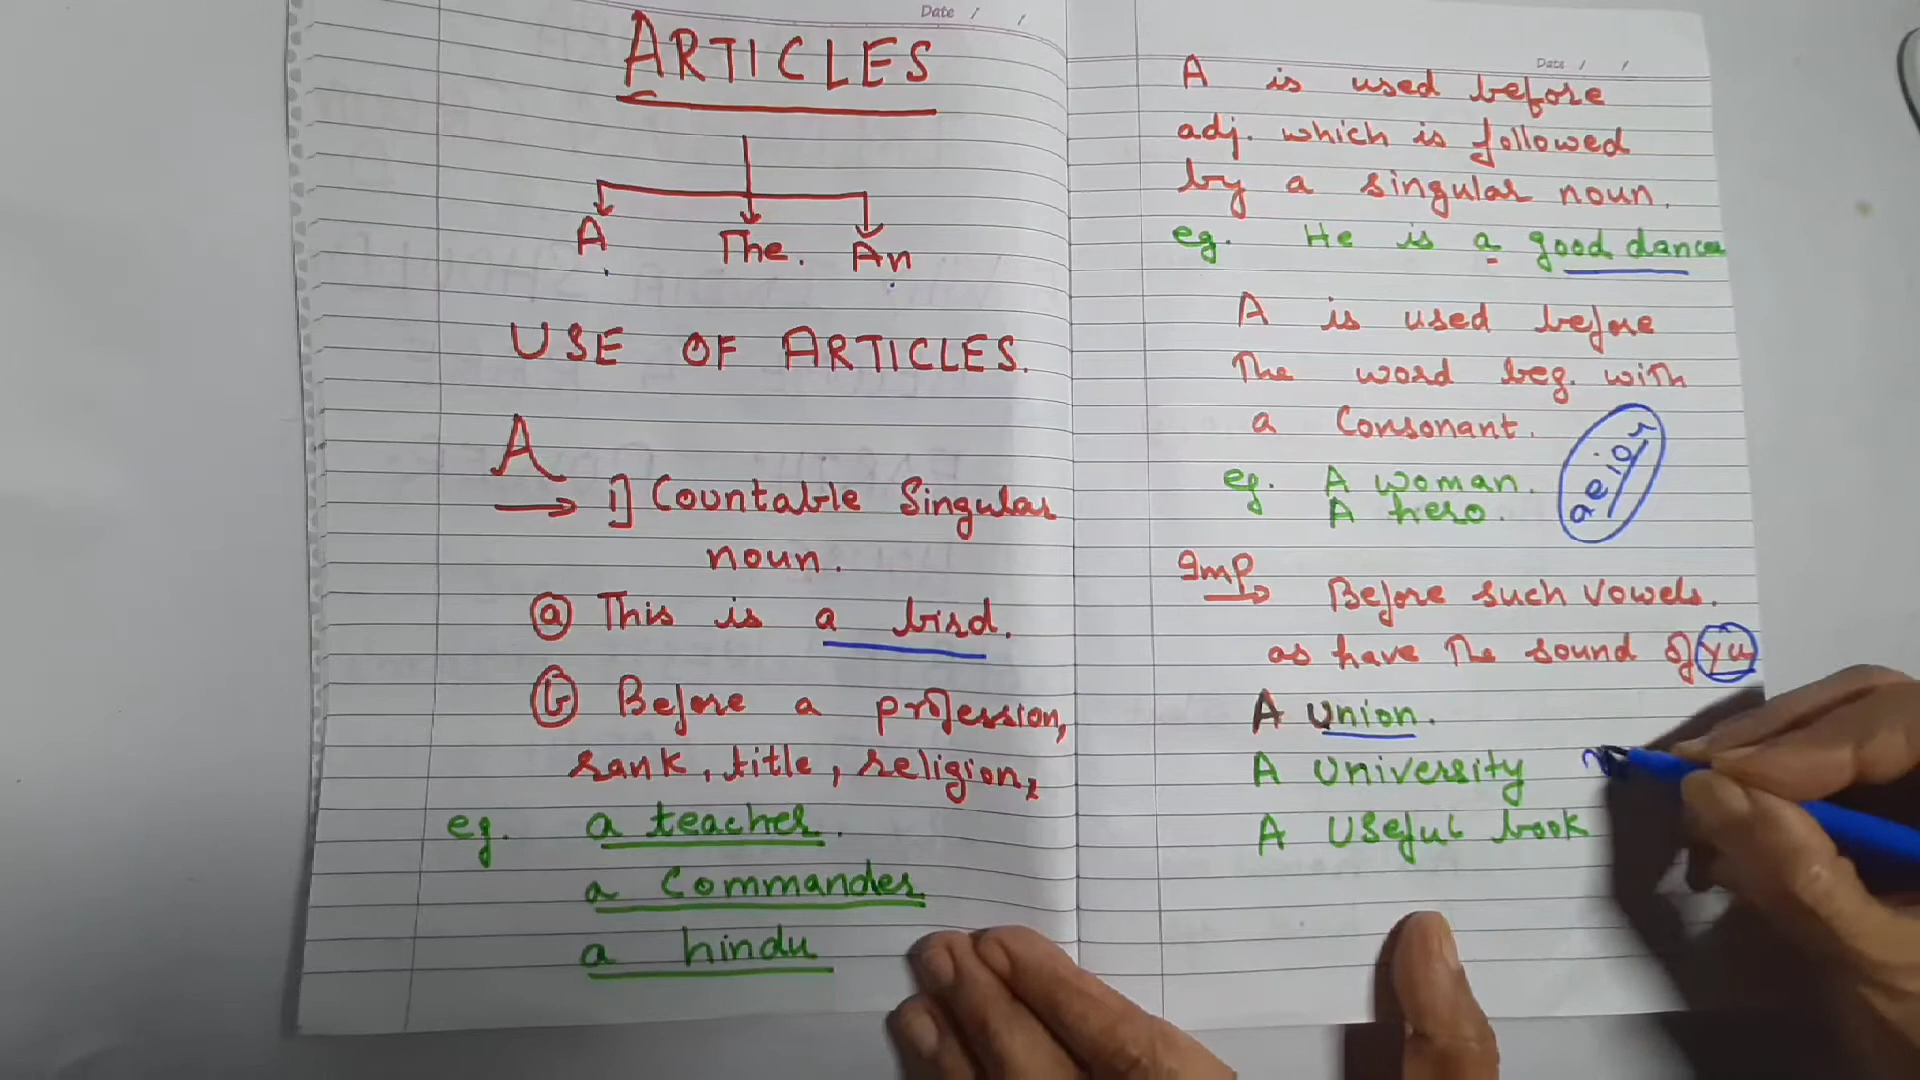 Date / /
ARTICLES
A The. An
USE OF ARTICLES.
A
→ 1] Countable Singular
noun.
ⓐ This is a bird.
ⓑ Before a profession,
rank, title, religion,
eg. a teacher.
a Commander
a hindu
Date / /
A is used before
adj. which is followed
by a singular noun.
eg. He is a good dancer
A is used before
The word beg. with
a Consonant.
a e i o u
eg. A woman.
A hero.
Imp → Before such vowels.
as have the sound of yu
A Union.
A University
A Useful book